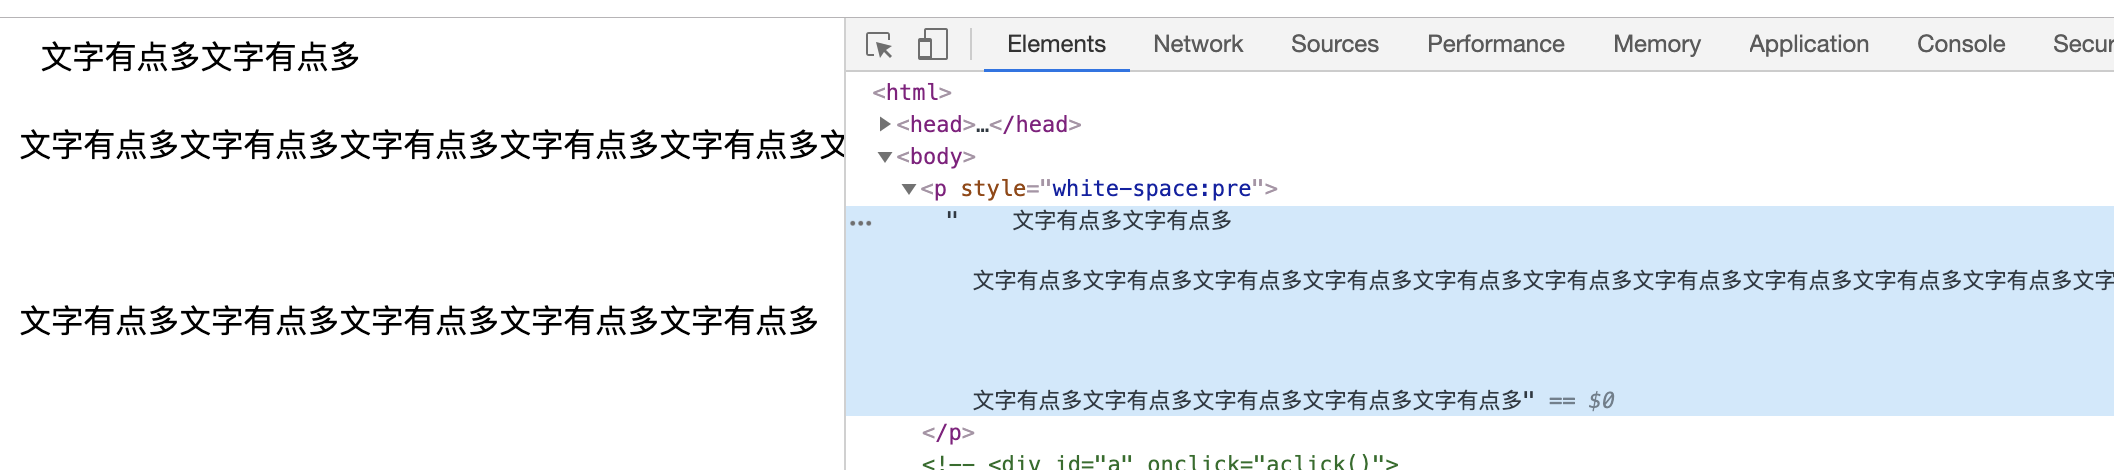 文字有点多文字有点多
文字有点多文字有点多文字有点多文字有点多文字有点多文
文字有点多文字有点多文字有点多文字有点多文字有点多
Elements Network Sources Performance Memory Application Console Secur
<html>
<head>…</head>
<body>
<p style="white-space:pre">
" 文字有点多文字有点多
文字有点多文字有点多文字有点多文字有点多文字有点多文字有点多文字有点多文字有点多文字有点多文字有点多文字
文字有点多文字有点多文字有点多文字有点多文字有点多" == $0
</p>
<!-- <div id="a" onclick="aclick()">